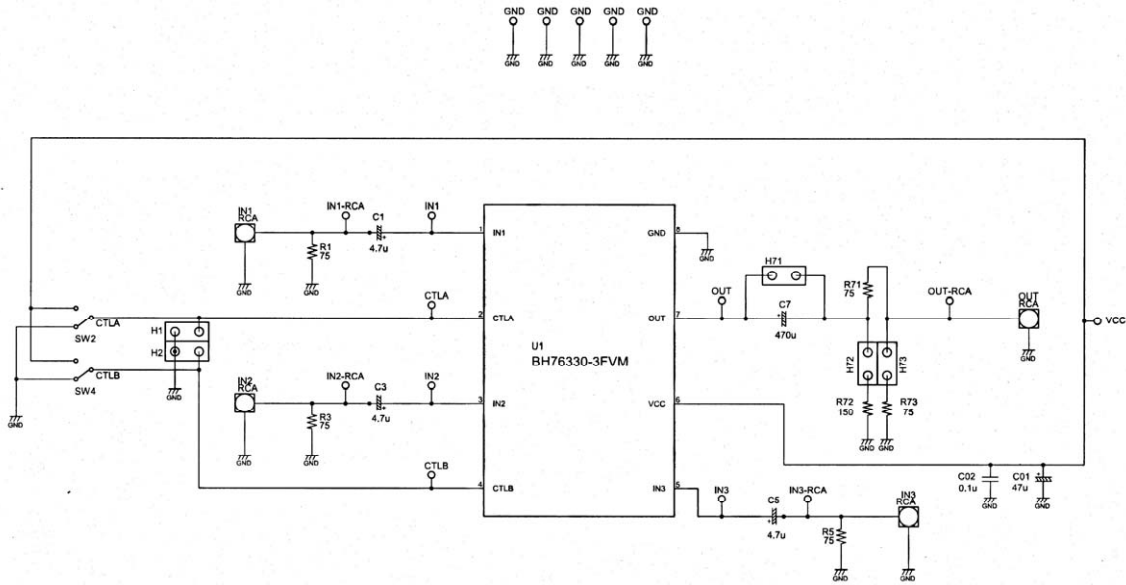 GND GND GND GND GND
GND GND GND GND GND
IN1
RCA
IN1-RCA
C1
4.7u
IN1
R1
75
GND
GND
1
IN1
GND
8
GND
H71
CTLA
OUT
R71
75
OUT-RCA
OUT
RCA
CTLA
SW2
H1
H2
2
CTLA
OUT
7
C7
470u
VCC
GND
U1
BH76330-3FVM
CTLB
SW4
GND
GND
IN2
RCA
IN2-RCA
C3
4.7u
IN2
R3
75
GND
GND
3
IN2
VCC
6
H72
H73
R72
150
R73
75
GND
GND
CTLB
4
CTLB
IN3
5
IN3
C5
4.7u
IN3-RCA
IN3
RCA
R5
75
GND
GND
C02
0.1u
C01
47u
GND
GND